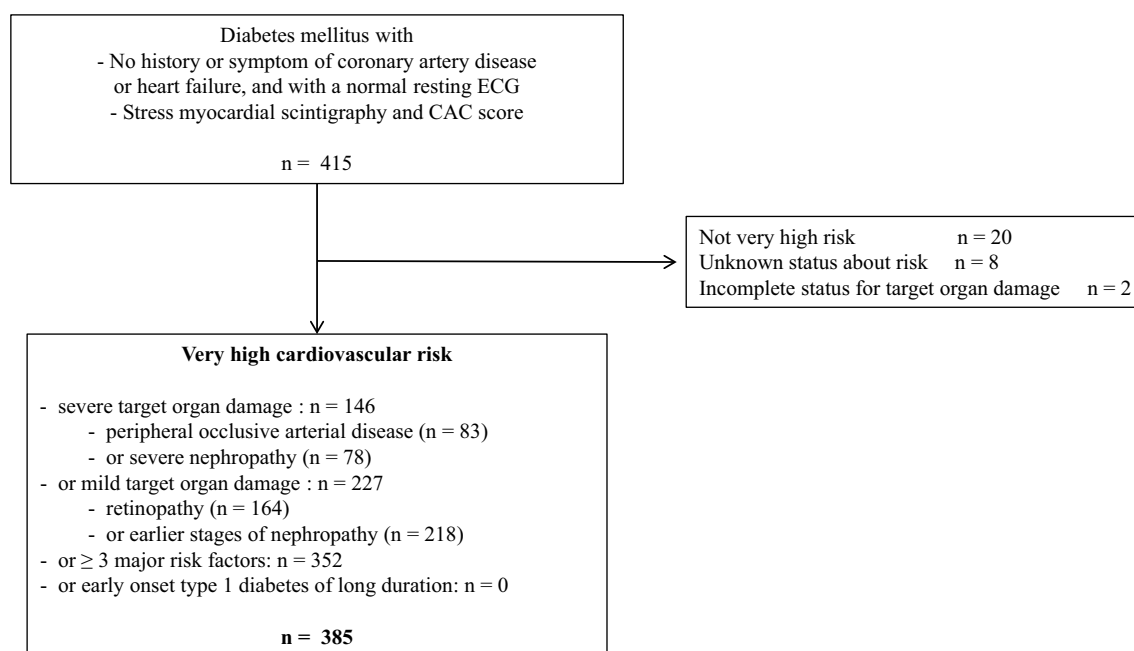 Diabetes mellitus with
- No history or symptom of coronary artery disease
or heart failure, and with a normal resting ECG
- Stress myocardial scintigraphy and CAC score
n = 415
Not very high risk n = 20
Unknown status about risk n = 8
Incomplete status for target organ damage n = 2
Very high cardiovascular risk
- severe target organ damage : n = 146
- peripheral occlusive arterial disease (n = 83)
- or severe nephropathy (n = 78)
- or mild target organ damage : n = 227
- retinopathy (n = 164)
- or earlier stages of nephropathy (n = 218)
- or ≥ 3 major risk factors: n = 352
- or early onset type 1 diabetes of long duration: n = 0
n = 385